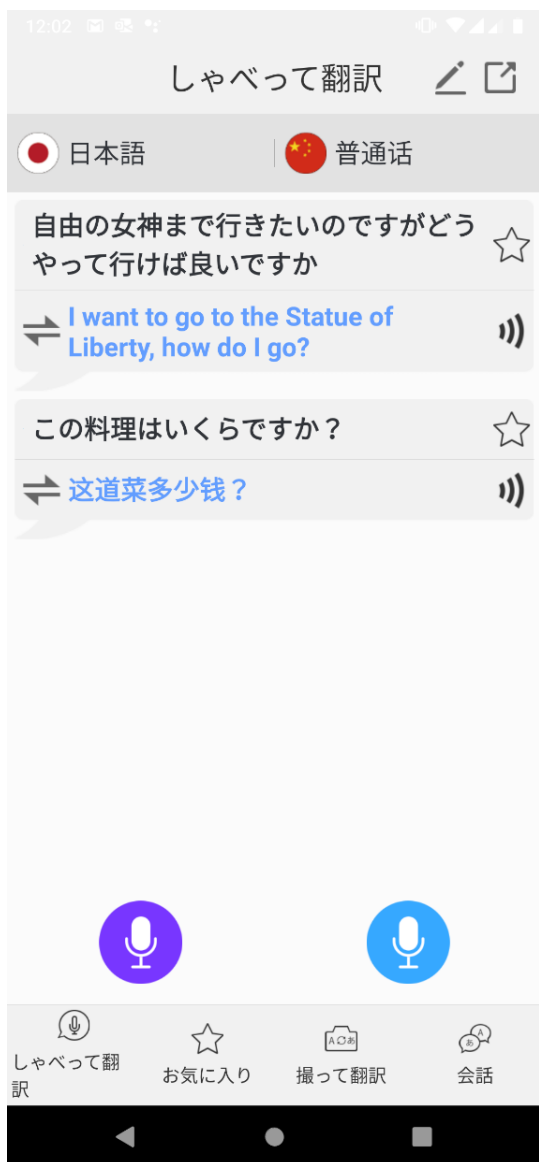 12:02
しゃべって翻訳
日本語
普通话
自由の女神まで行きたいのですがどう
やって行けば良いですか
I want to go to the Statue of
Liberty, how do I go?
この料理はいくらですか？
这道菜多少钱？
しゃべって翻
訳
お気に入り
A あ
撮って翻訳
あ A
会話